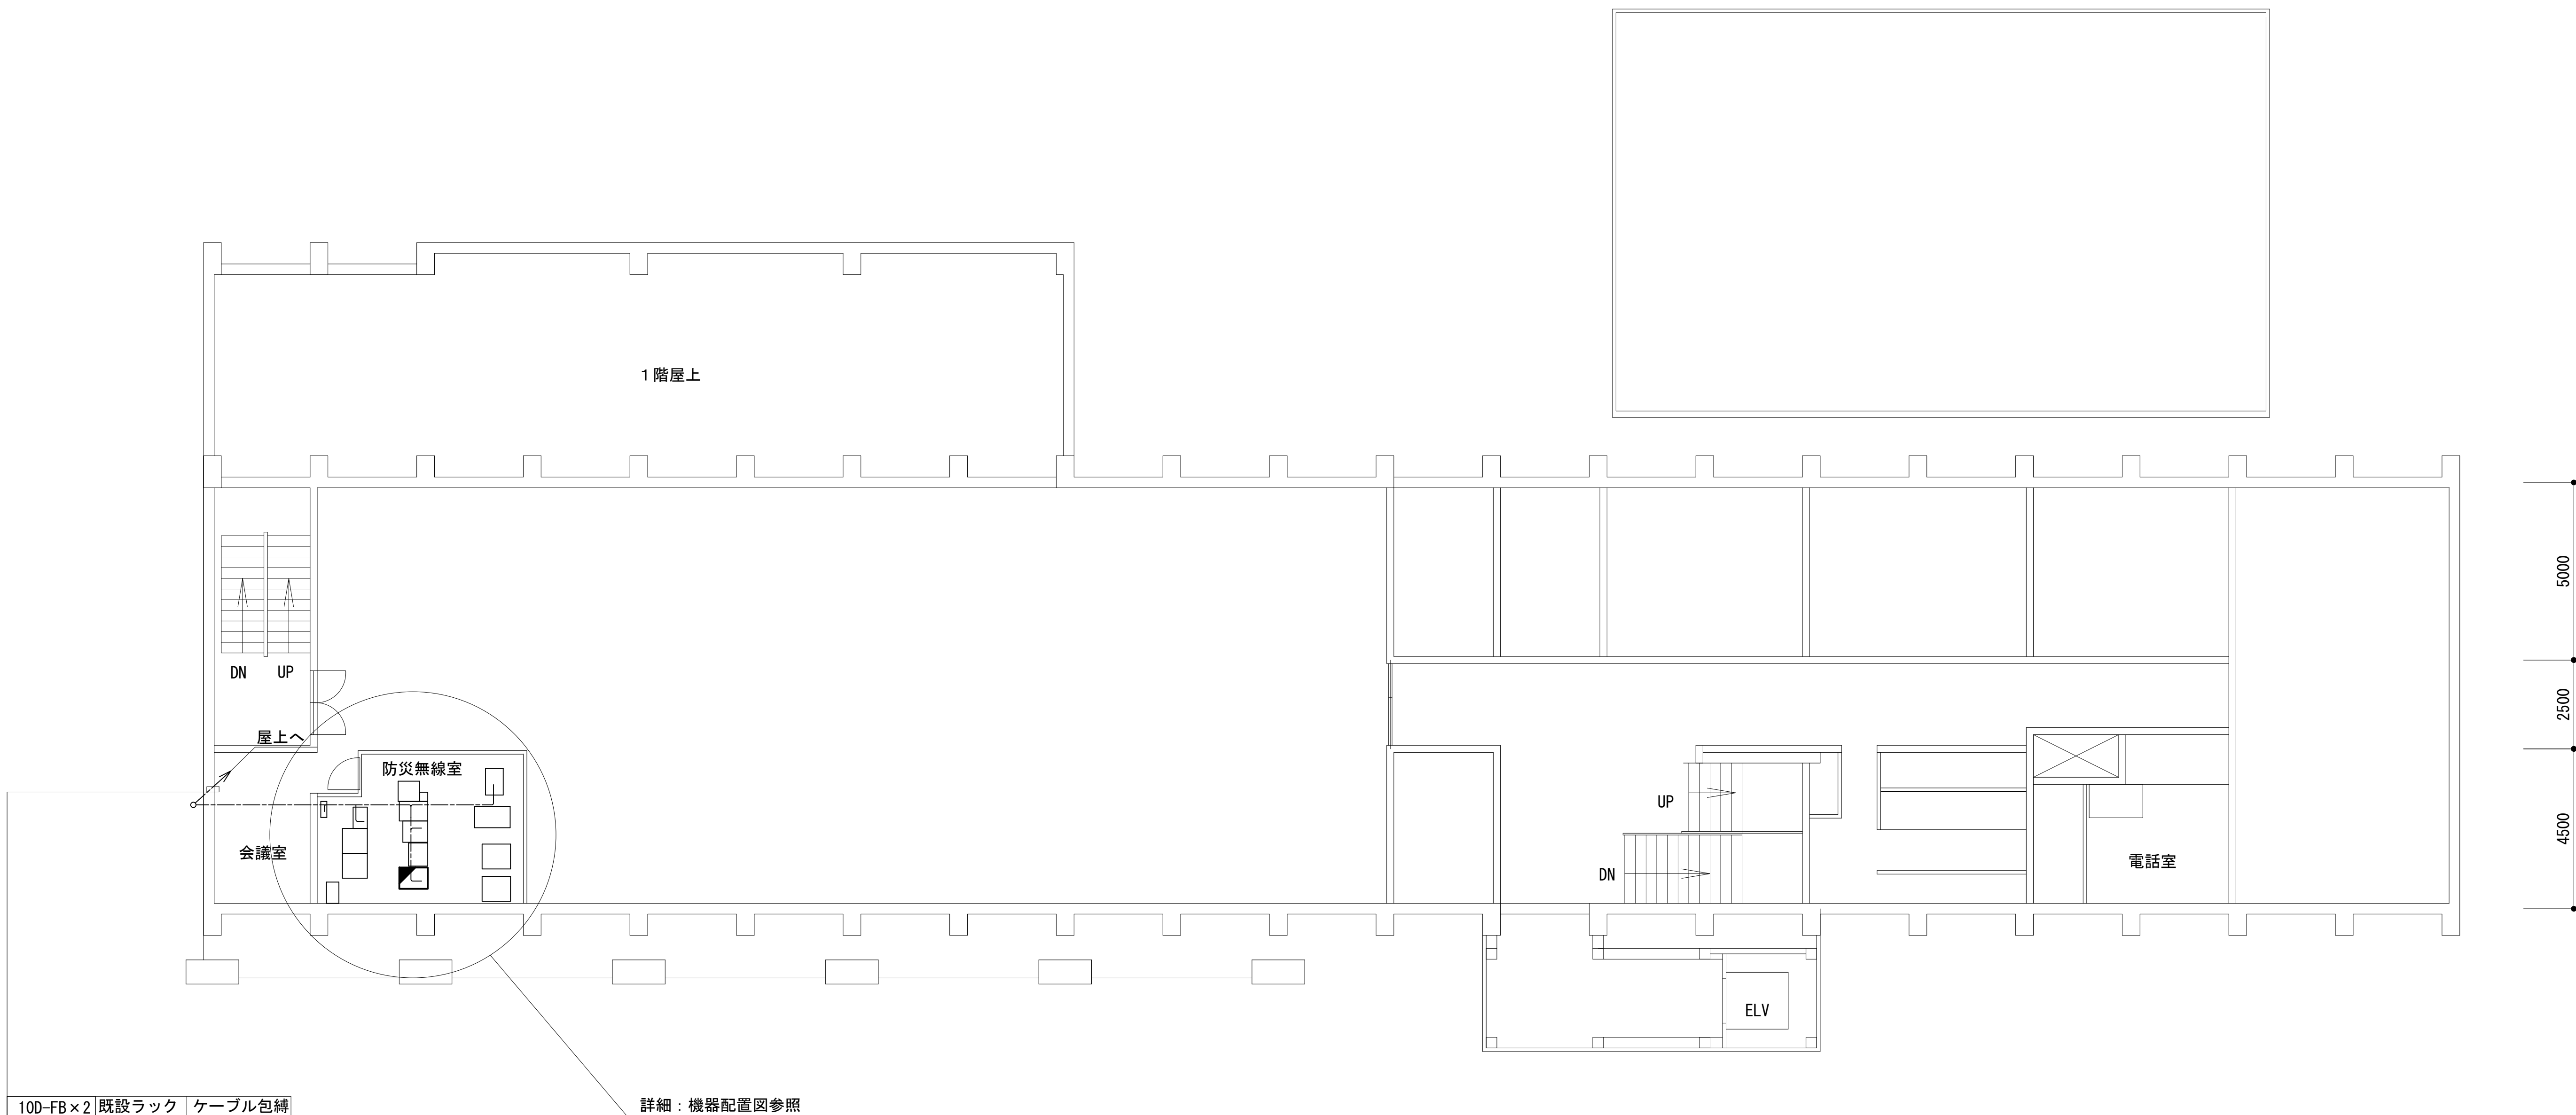 1階屋上
5000
DN
UP
2500
屋上へ
防災無線室
UP
4500
会議室
電話室
DN
ELV
10D-FB×2 既設ラック ケーブル包縛
詳細：機器配置図参照